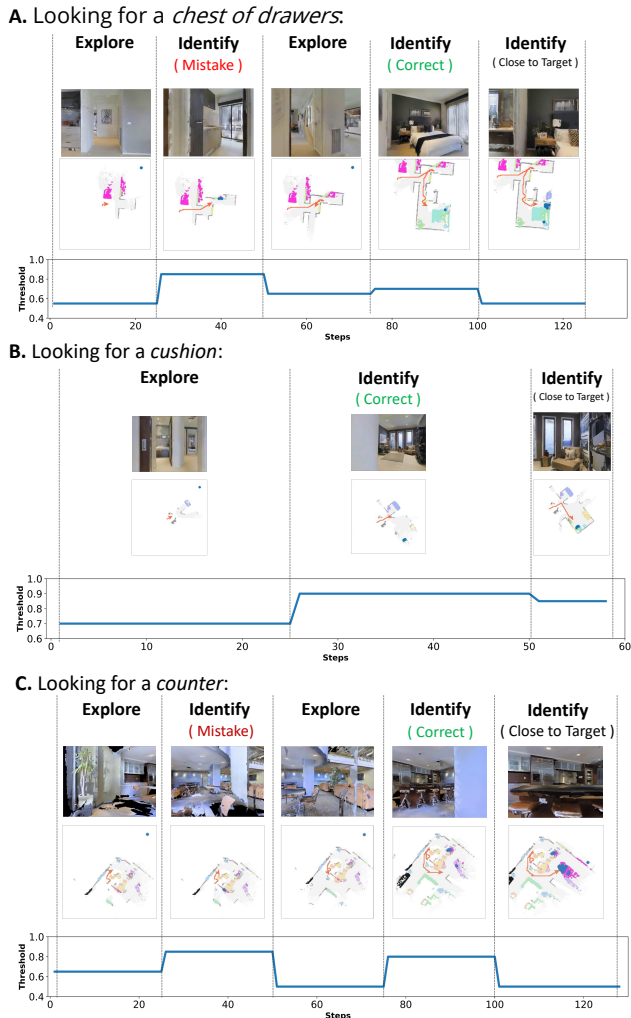 A. Looking for a chest of drawers:
Explore Identify Explore Identify Identify
( Mistake ) ( Correct ) ( Close to Target )
1.0
0.8
0.6
0.4
Threshold
0 20 40 60 80 100 120
Steps
B. Looking for a cushion:
Explore Identify Identify
( Correct ) ( Close to Target )
1.0
0.9
0.8
0.7
0.6
Threshold
0 10 20 30 40 50 60
Steps
C. Looking for a counter:
Explore Identify Explore Identify Identify
( Mistake) ( Correct ) ( Close to Target )
1.0
0.8
0.6
0.4
Threshold
0 20 40 60 80 100 120
Steps